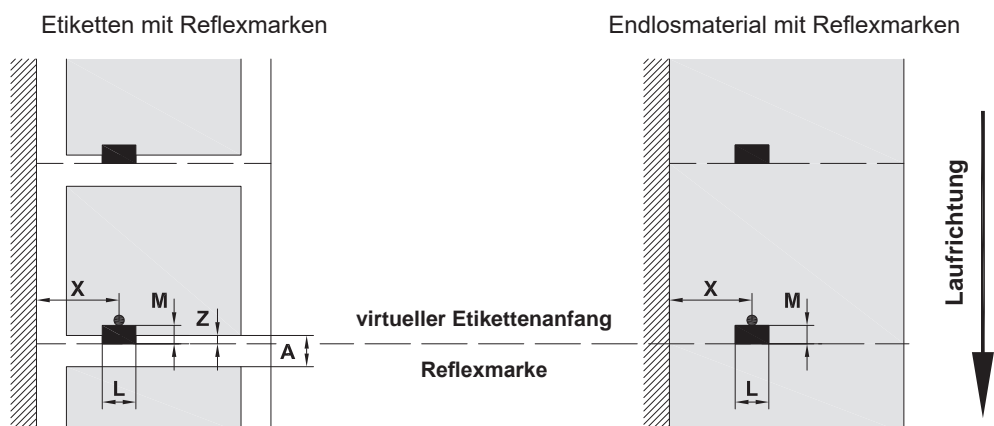 Etiketten mit Reflexmarken
Endlosmaterial mit Reflexmarken
X
M
Z
A
L
virtueller Etikettenanfang
Reflexmarke
X
M
L
Laufrichtung